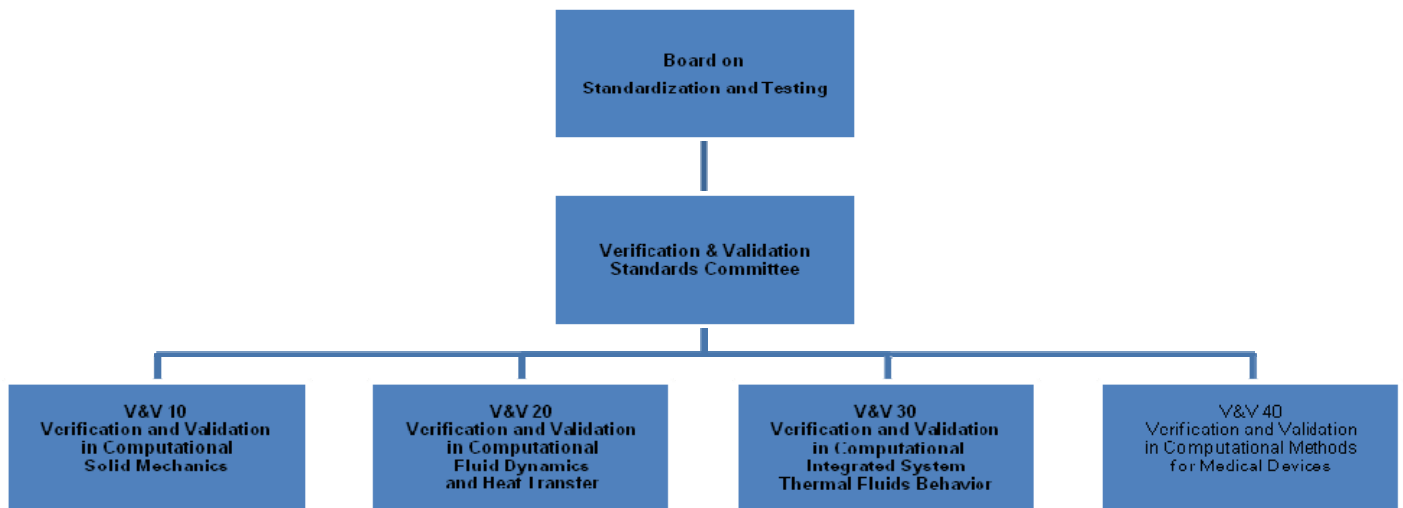 Board on
Standardization and Testing
Verification & Validation
Standards Committee
V&V 10
Verification and Validation
in Computational
Solid Mechanics
V&V 20
Verification and Validation
in Computational
Fluid Dynamics
and Heat Transfer
V&V 30
Verification and Validation
in Computational
Integrated System
Thermal Fluids Behavior
V&V 40
Verification and Validation
in Computational Methods
for Medical Devices